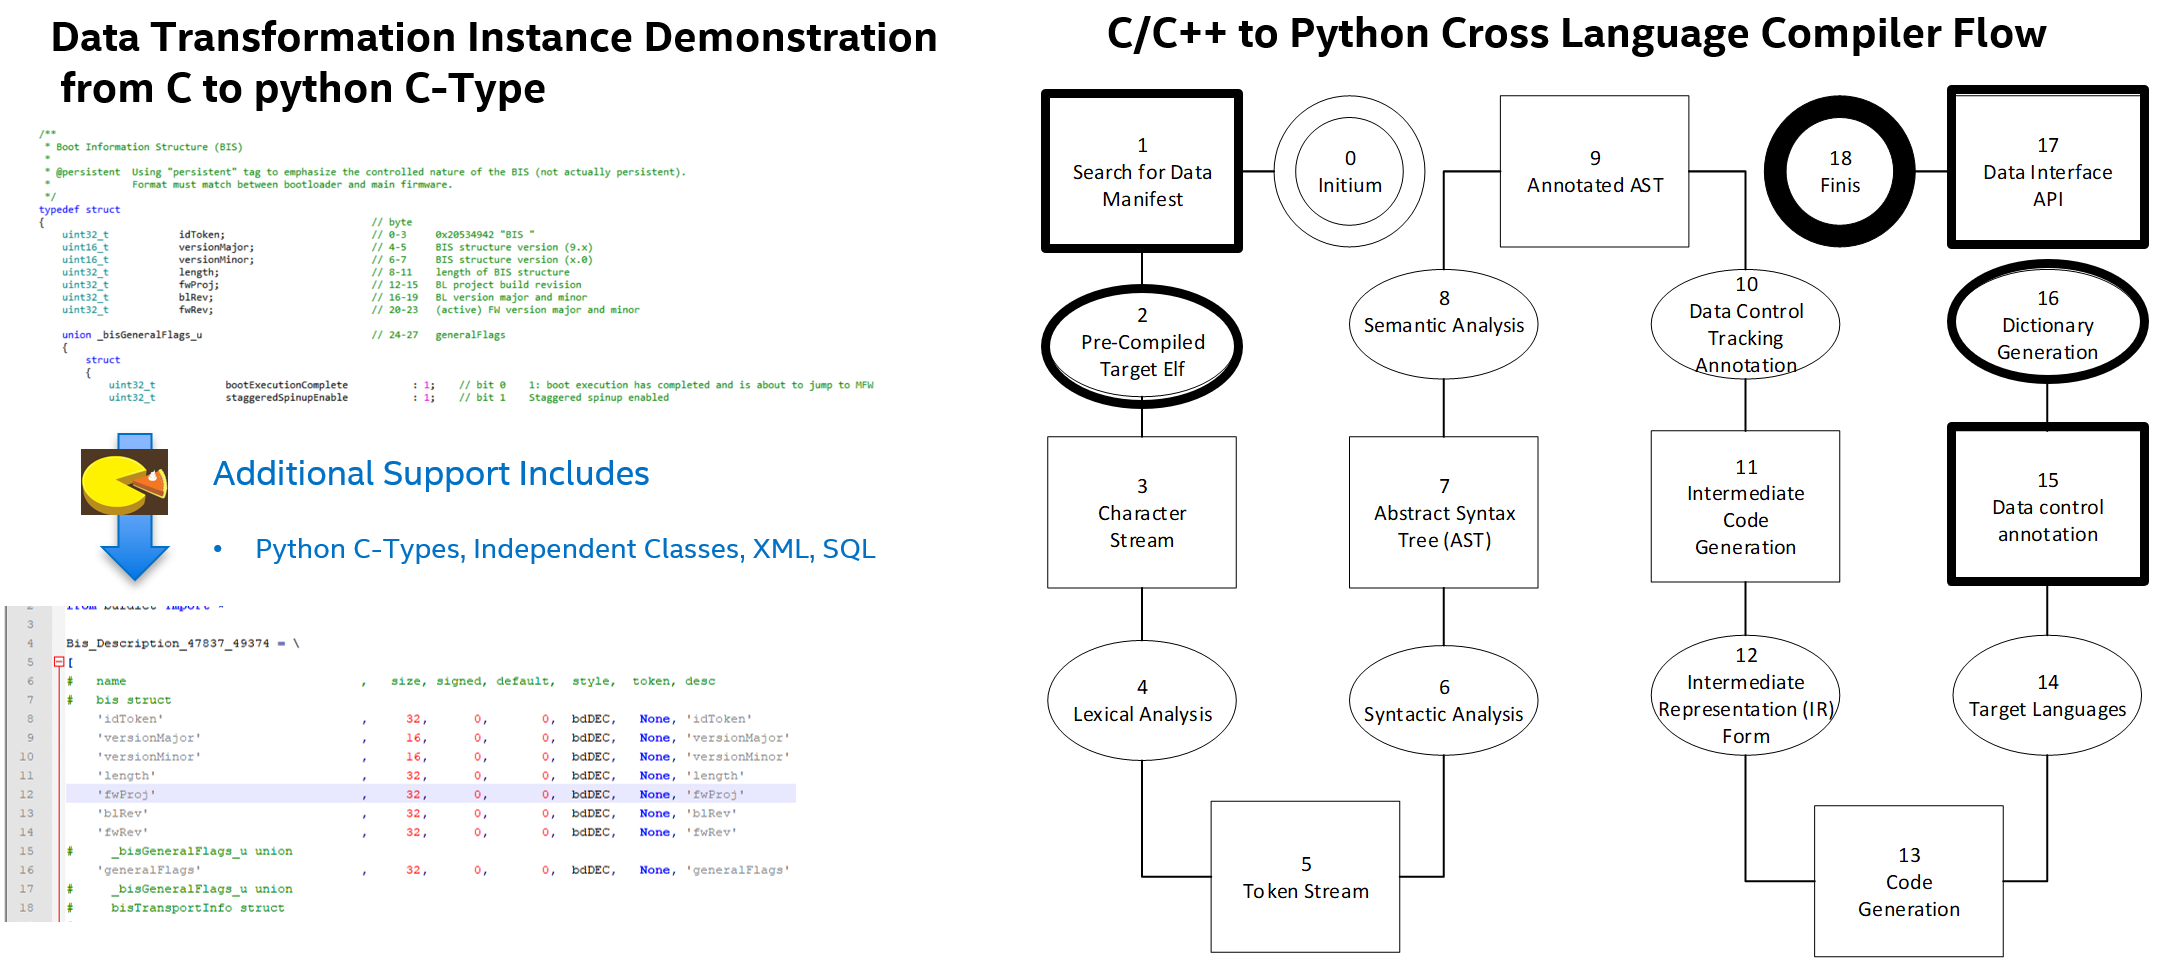 Data Transformation Instance Demonstration
from C to python C-Type
/**
* Boot Information Structure (BIS)
*
* @persistent Using "persistent" tag to emphasize the controlled nature of the BIS (not actually persistent).
* Format must match between bootloader and main firmware.
*/
typedef struct
{ // byte
uint32_t idToken; // 0-3 0x20534942 "BIS "
uint16_t versionMajor; // 4-5 BIS structure version (9.x)
uint16_t versionMinor; // 6-7 BIS structure version (x.0)
uint32_t length; // 8-11 length of BIS structure
uint32_t fwProj; // 12-15 BL project build revision
uint32_t blRev; // 16-19 BL version major and minor
uint32_t fwRev; // 20-23 (active) FW version major and minor
union _bisGeneralFlags_u // 24-27 generalFlags
{
struct
{
uint32_t bootExecutionComplete : 1; // bit 0 1: boot execution has completed and is about to jump to MFW
uint32_t staggeredSpinupEnable : 1; // bit 1 Staggered spinup enabled
Additional Support Includes
• Python C-Types, Independent Classes, XML, SQL
2 from bufdict import *
3
4 Bis_Description_47837_49374 = \
5 [
6 # name , size, signed, default, style, token, desc
7 # bis struct
8 'idToken' , 32, 0, 0, bdDEC, None, 'idToken'
9 'versionMajor' , 16, 0, 0, bdDEC, None, 'versionMajor'
10 'versionMinor' , 16, 0, 0, bdDEC, None, 'versionMinor'
11 'length' , 32, 0, 0, bdDEC, None, 'length'
12 'fwProj' , 32, 0, 0, bdDEC, None, 'fwProj'
13 'blRev' , 32, 0, 0, bdDEC, None, 'blRev'
14 'fwRev' , 32, 0, 0, bdDEC, None, 'fwRev'
15 # _bisGeneralFlags_u union
16 'generalFlags' , 32, 0, 0, bdDEC, None, 'generalFlags'
17 # _bisGeneralFlags_u union
18 # bisTransportInfo struct
C/C++ to Python Cross Language Compiler Flow
0
Initium
1
Search for Data
Manifest
2
Pre-Compiled
Target Elf
3
Character
Stream
4
Lexical Analysis
5
Token Stream
6
Syntactic Analysis
7
Abstract Syntax
Tree (AST)
8
Semantic Analysis
9
Annotated AST
10
Data Control
Tracking
Annotation
11
Intermediate
Code
Generation
12
Intermediate
Representation (IR)
Form
13
Code
Generation
14
Target Languages
15
Data control
annotation
16
Dictionary
Generation
17
Data Interface
API
18
Finis